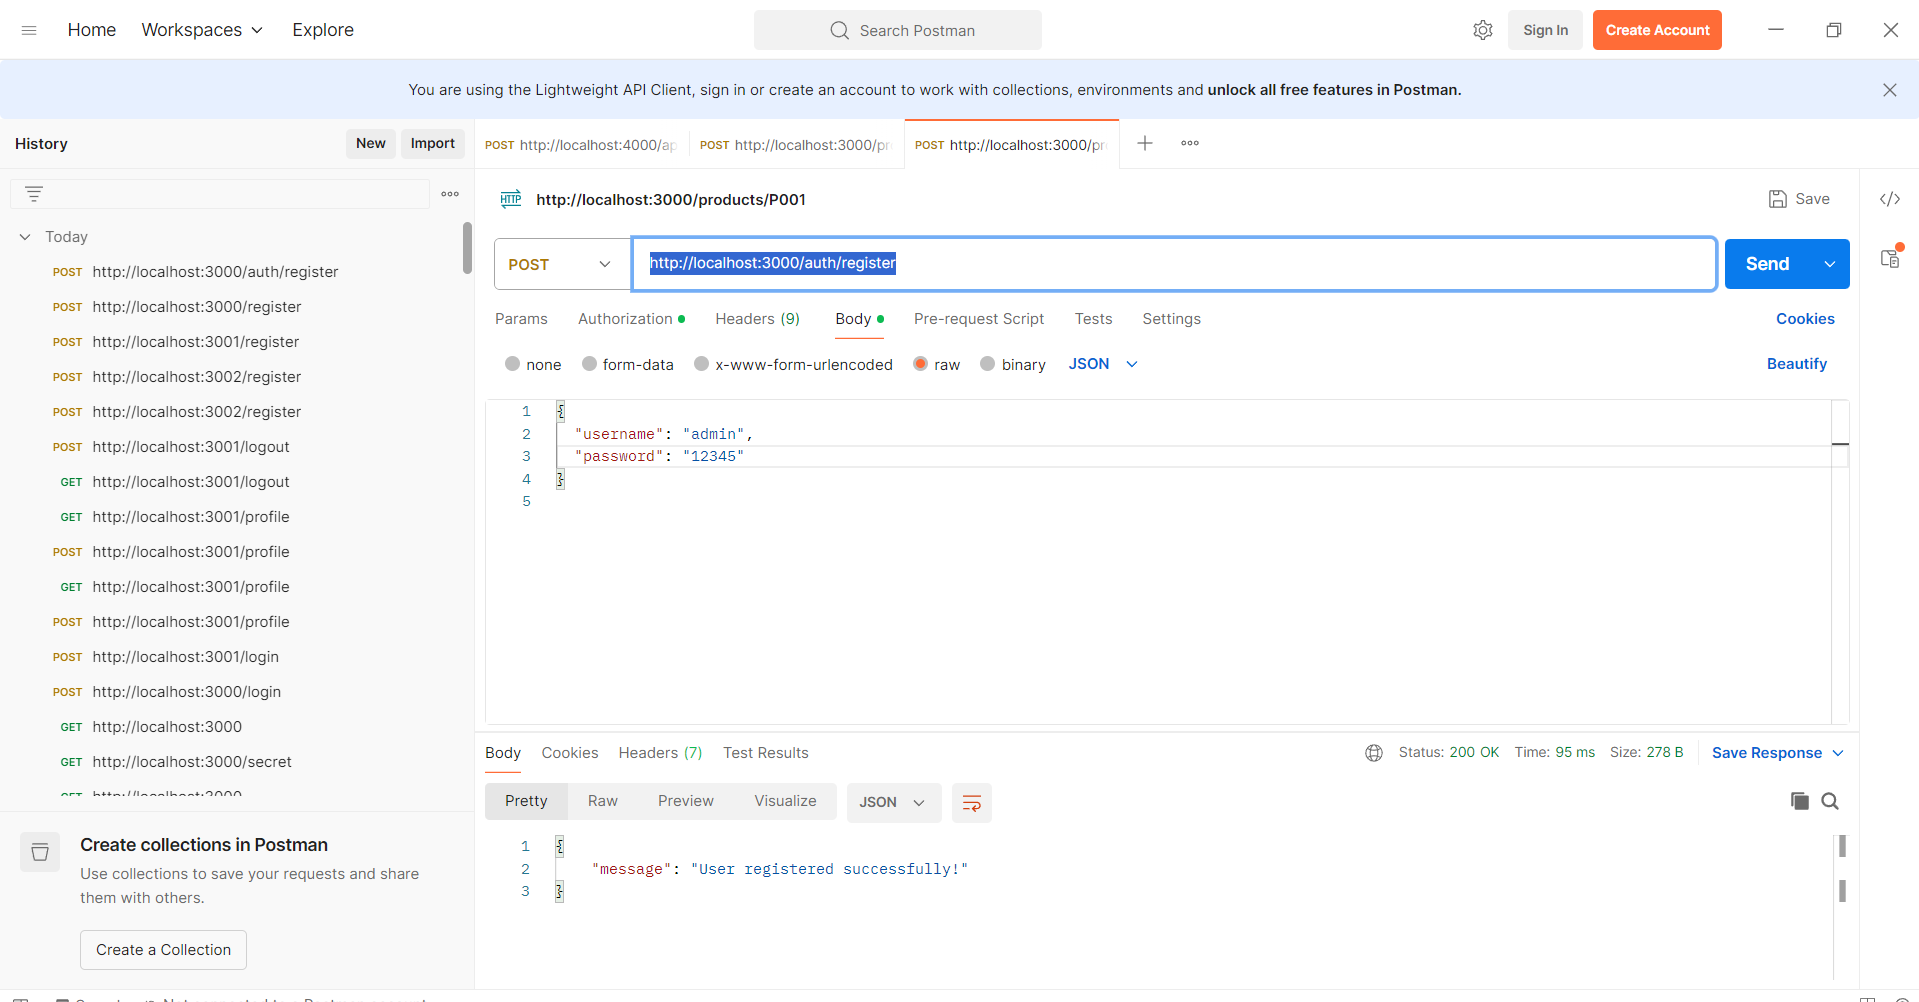 Home Workspaces Explore Search Postman Sign In Create Account
You are using the Lightweight API Client, sign in or create an account to work with collections, environments and unlock all free features in Postman.
History New Import
POST http://localhost:4000/ap POST http://localhost:3000/pr POST http://localhost:3000/pr
HTTP http://localhost:3000/products/P001 Save
Today
POST http://localhost:3000/auth/register
POST http://localhost:3000/register
POST http://localhost:3001/register
POST http://localhost:3002/register
POST http://localhost:3002/register
POST http://localhost:3001/logout
GET http://localhost:3001/logout
GET http://localhost:3001/profile
POST http://localhost:3001/profile
GET http://localhost:3001/profile
POST http://localhost:3001/profile
POST http://localhost:3001/login
POST http://localhost:3000/login
GET http://localhost:3000
GET http://localhost:3000/secret
GET http://localhost:3000
Create collections in Postman
Use collections to save your requests and share
them with others.
Create a Collection
POST http://localhost:3000/auth/register Send
Params Authorization Headers (9) Body Pre-request Script Tests Settings Cookies
none form-data x-www-form-urlencoded raw binary JSON Beautify
1 {
2 "username": "admin",
3 "password": "12345"
4 }
5
Body Cookies Headers (7) Test Results Status: 200 OK Time: 95 ms Size: 278 B Save Response
Pretty Raw Preview Visualize JSON
1 {
2 "message": "User registered successfully!"
3 }